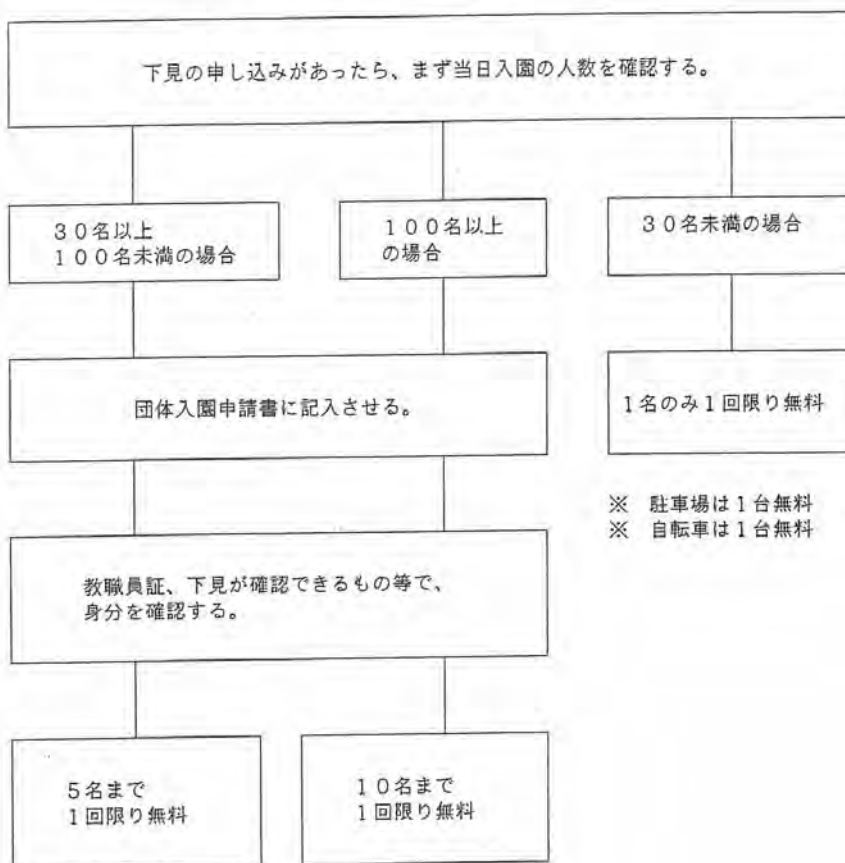 下見の申し込みがあったら、まず当日入園の人数を確認する。
30名以上
100名未満の場合
100名以上
の場合
30名未満の場合
団体入園申請書に記入させる。
1名のみ1回限り無料
※ 駐車場は1台無料
※ 自転車は1台無料
教職員証、下見が確認できるもの等で、
身分を確認する。
5名まで
1回限り無料
10名まで
1回限り無料